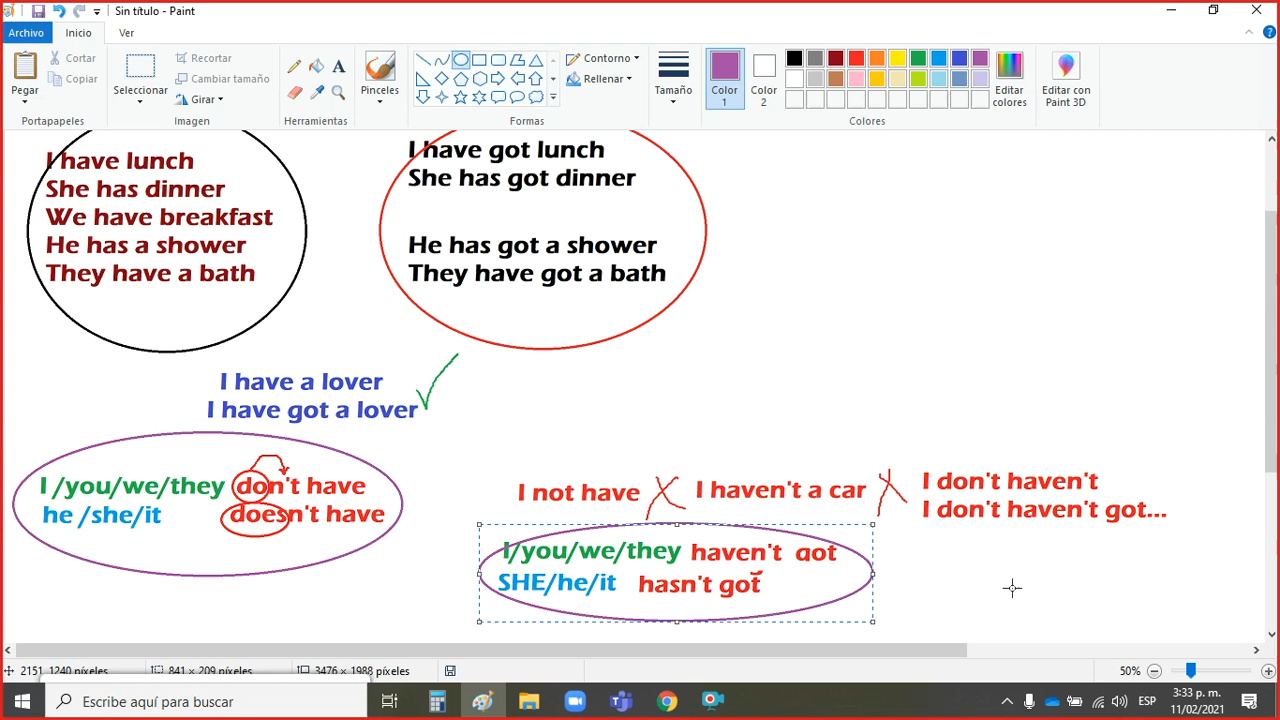 Sin título - Paint
Archivo Inicio Ver
Pegar
Cortar
Copiar
Portapapeles
Seleccionar
Recortar
Cambiar tamaño
Girar
Imagen
A
Herramientas
Pinceles
Contorno
Rellenar
Formas
Tamaño
Color 1
Color 2
Editar colores
Colores
Editar con Paint 3D
I have lunch
She has dinner
We have breakfast
He has a shower
They have a bath
I have got lunch
She has got dinner
He has got a shower
They have got a bath
I have a lover
I have got a lover
I /you/we/they don't have
he /she/it doesn't have
I not have
I haven't a car
I don't haven't
I don't haven't got...
I/you/we/they haven't got
SHE/he/it hasn't got
2151, 1240 píxeles
841 × 209 píxeles
3476 × 1988 píxeles
50%
Escribe aquí para buscar
ESP
3:33 p. m.
11/02/2021